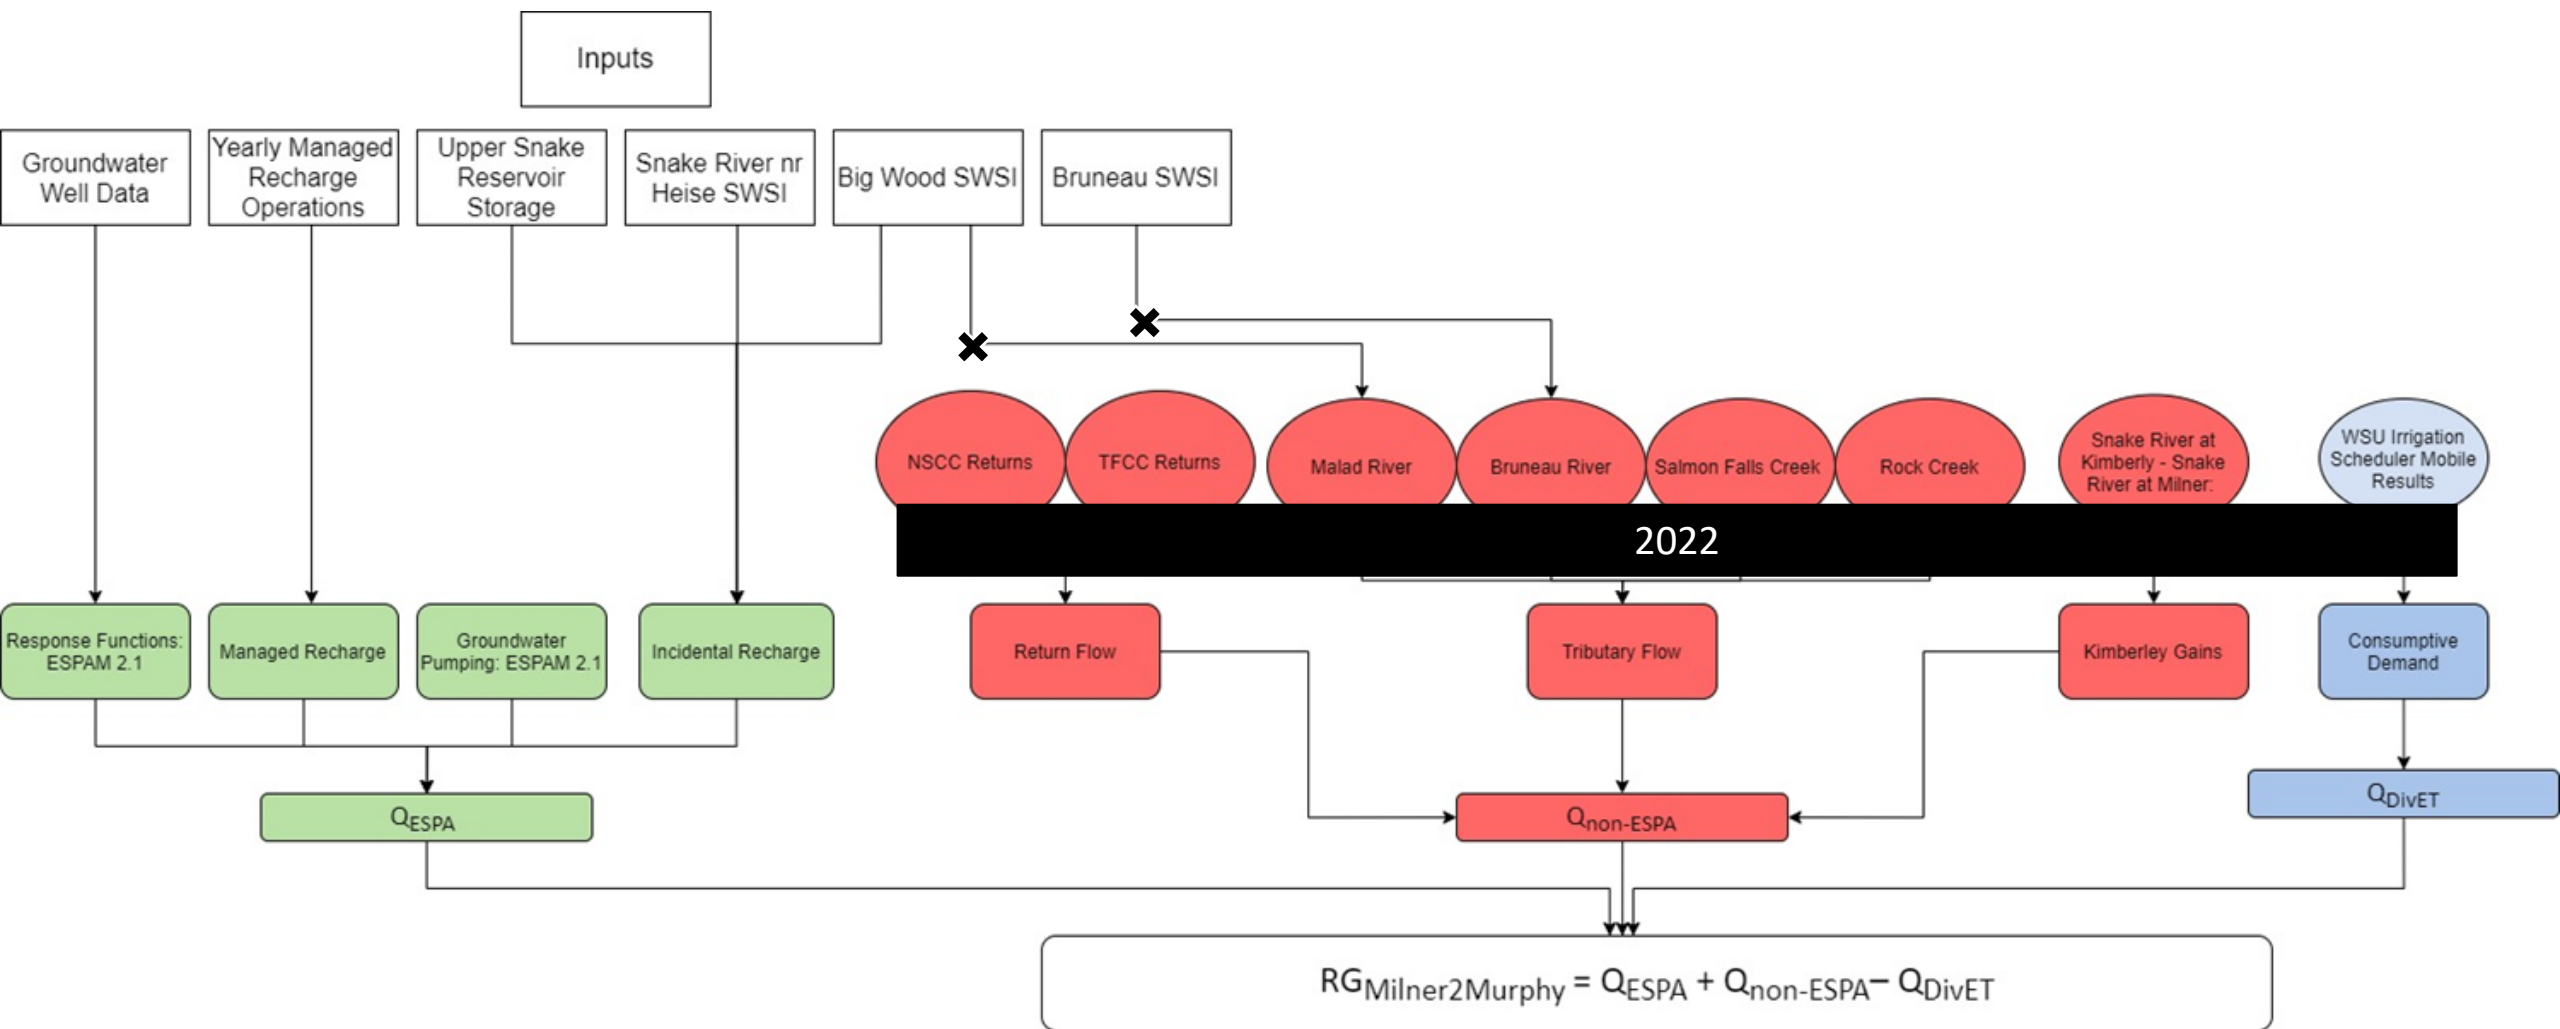 Inputs
Groundwater
Well Data
Yearly Managed
Recharge
Operations
Upper Snake
Reservoir
Storage
Snake River nr
Heise SWSI
Big Wood SWSI
Bruneau SWSI
NSCC Returns
TFCC Returns
Malad River
Bruneau River
Salmon Falls Creek
Rock Creek
Snake River at
Kimberly - Snake
River at Milner:
WSU Irrigation
Scheduler Mobile
Results
2022
Response Functions:
ESPAM 2.1
Managed Recharge
Groundwater
Pumping: ESPAM 2.1
Incidental Recharge
Return Flow
Tributary Flow
Kimberley Gains
Consumptive
Demand
QESPA
Qnon-ESPA
QDivET
RGMilner2Murphy = QESPA + Qnon-ESPA– QDivET